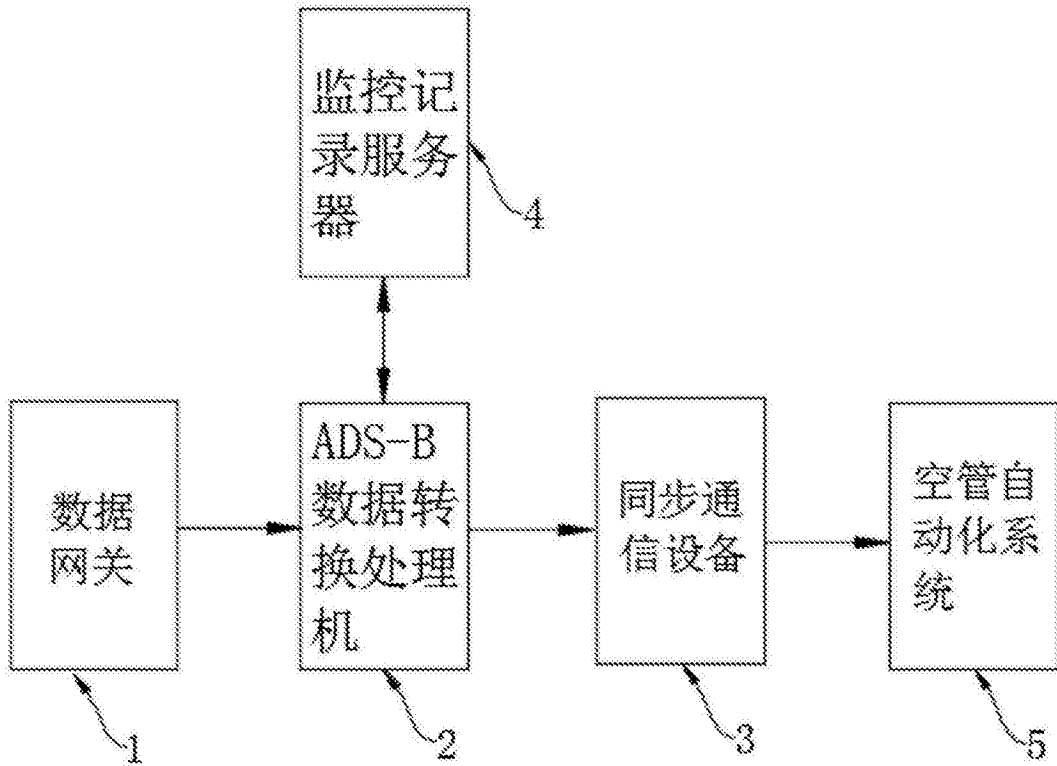 监控记
录服务
器
4
数据
网关
1
ADS-B
数据转
换处理
机
2
同步通
信设备
3
空管自
动化系
统
5